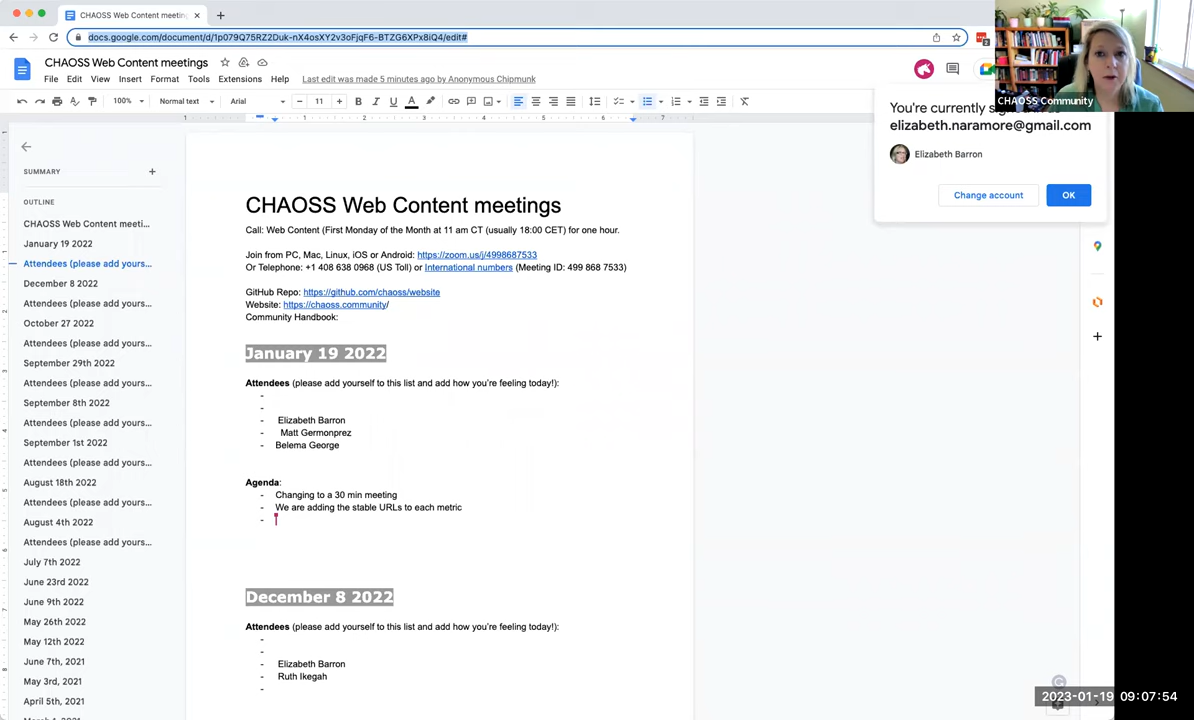 CHAOSS Web Content meeting
docs.google.com/document/d/1p079Q75RZ2Duk-nX4osXY2v3oFjqF6-BTZG6XPx8iQ4/edit#
CHAOSS Web Content meetings
File Edit View Insert Format Tools Extensions Help Last edit was made 5 minutes ago by Anonymous Chipmunk
100% Normal text Arial 11
CHAOSS Community
You're currently s
elizabeth.naramore@gmail.com
Elizabeth Barron
Change account OK
SUMMARY
OUTLINE
CHAOSS Web Content meeti...
January 19 2022
Attendees (please add yours...
December 8 2022
Attendees (please add yours...
October 27 2022
Attendees (please add yours...
September 29th 2022
Attendees (please add yours...
September 8th 2022
Attendees (please add yours...
September 1st 2022
Attendees (please add yours...
August 18th 2022
Attendees (please add yours...
August 4th 2022
Attendees (please add yours...
July 7th 2022
June 23rd 2022
June 9th 2022
May 26th 2022
May 12th 2022
June 7th, 2021
May 3rd, 2021
April 5th, 2021
CHAOSS Web Content meetings
Call: Web Content (First Monday of the Month at 11 am CT (usually 18:00 CET) for one hour.
Join from PC, Mac, Linux, iOS or Android: https://zoom.us/j/4998687533
Or Telephone: +1 408 638 0968 (US Toll) or International numbers (Meeting ID: 499 868 7533)
GitHub Repo: https://github.com/chaoss/website
Website: https://chaoss.community/
Community Handbook:
January 19 2022
Attendees (please add yourself to this list and add how you're feeling today!):
-
-
- Elizabeth Barron
- Matt Germonprez
- Belema George
Agenda:
- Changing to a 30 min meeting
- We are adding the stable URLs to each metric
-
December 8 2022
Attendees (please add yourself to this list and add how you're feeling today!):
-
-
- Elizabeth Barron
- Ruth Ikegah
-
2023-01-19 09:07:54